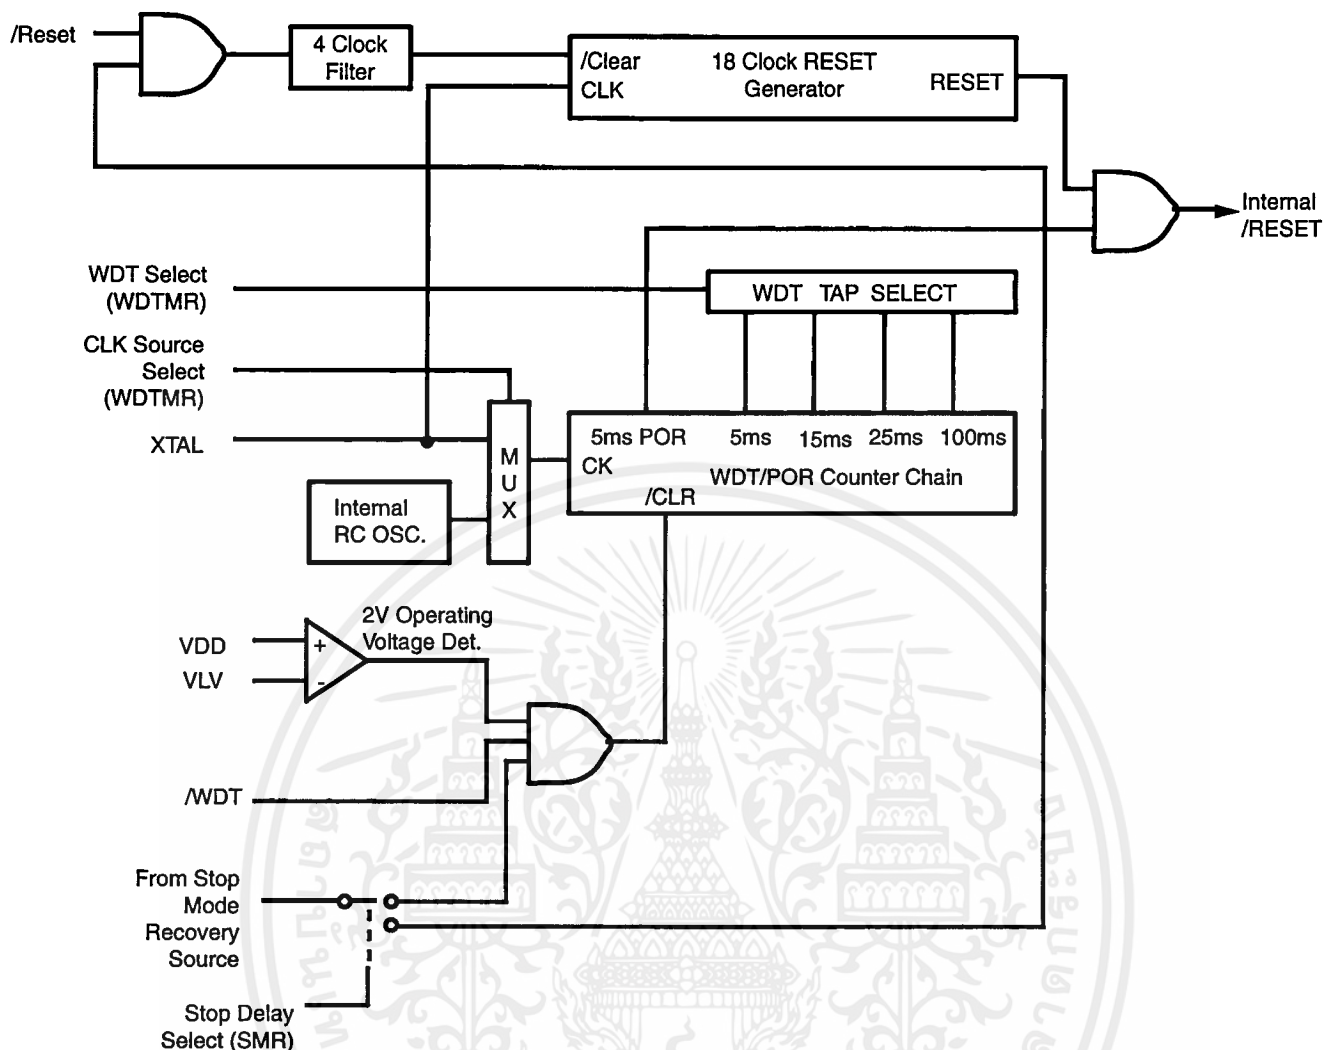 /Reset
4 Clock
Filter
/Clear
CLK
18 Clock RESET
Generator
RESET
Internal
/RESET
WDT Select
(WDTMR)
WDT TAP SELECT
CLK Source
Select
(WDTMR)
XTAL
M
U
X
5ms POR
5ms
15ms
25ms
100ms
CK
WDT/POR Counter Chain
/CLR
Internal
RC OSC.
2V Operating
Voltage Det.
VDD
+
VLV
-
/WDT
From Stop
Mode
Recovery
Source
Stop Delay
Select (SMR)